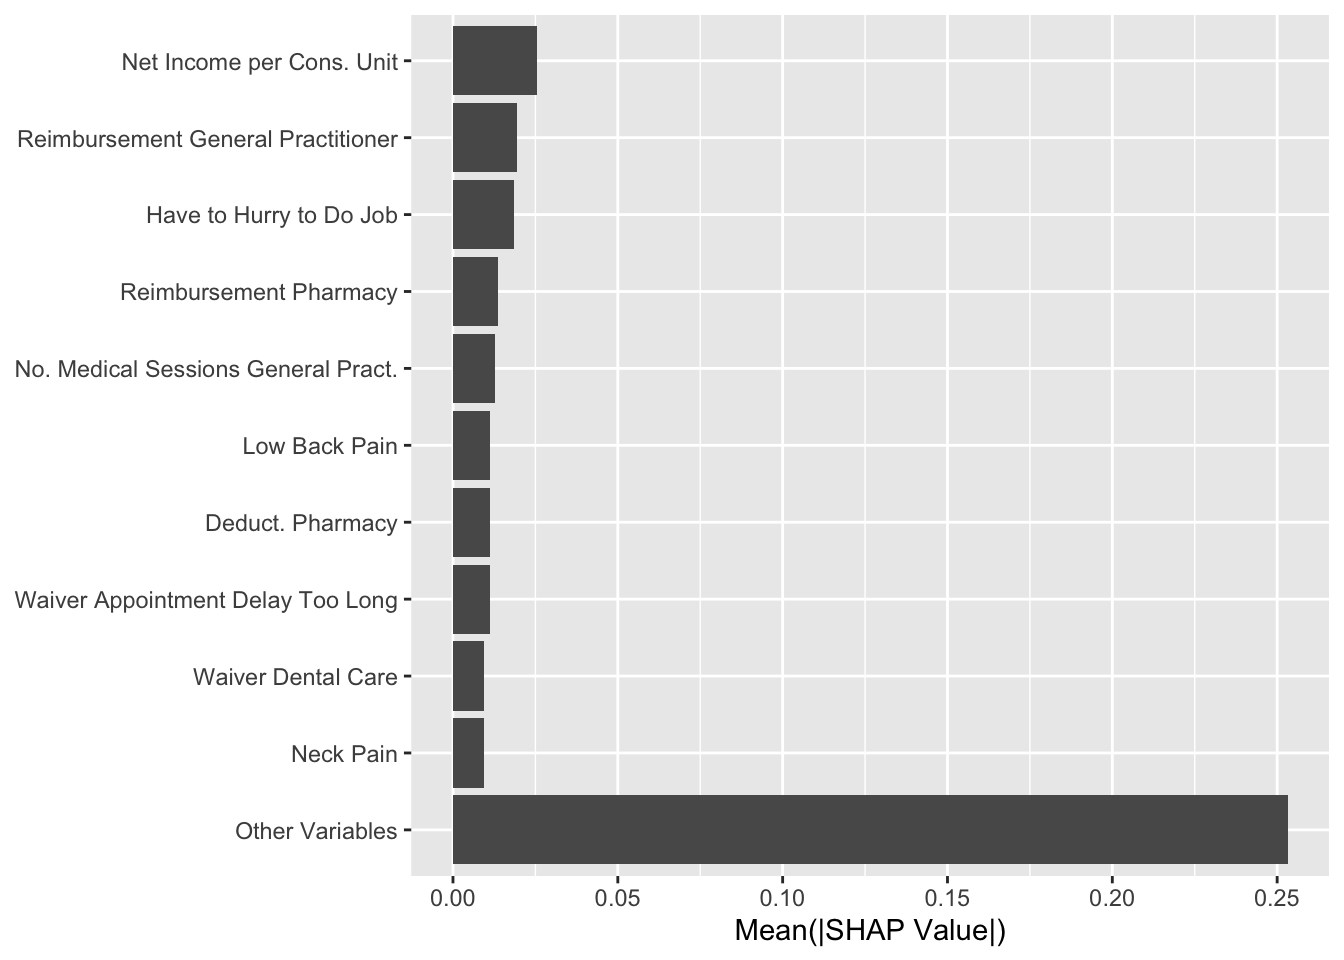 Net Income per Cons. Unit
Reimbursement General Practitioner
Have to Hurry to Do Job
Reimbursement Pharmacy
No. Medical Sessions General Pract.
Low Back Pain
Deduct. Pharmacy
Waiver Appointment Delay Too Long
Waiver Dental Care
Neck Pain
Other Variables
0.00 0.05 0.10 0.15 0.20 0.25
Mean(|SHAP Value|)